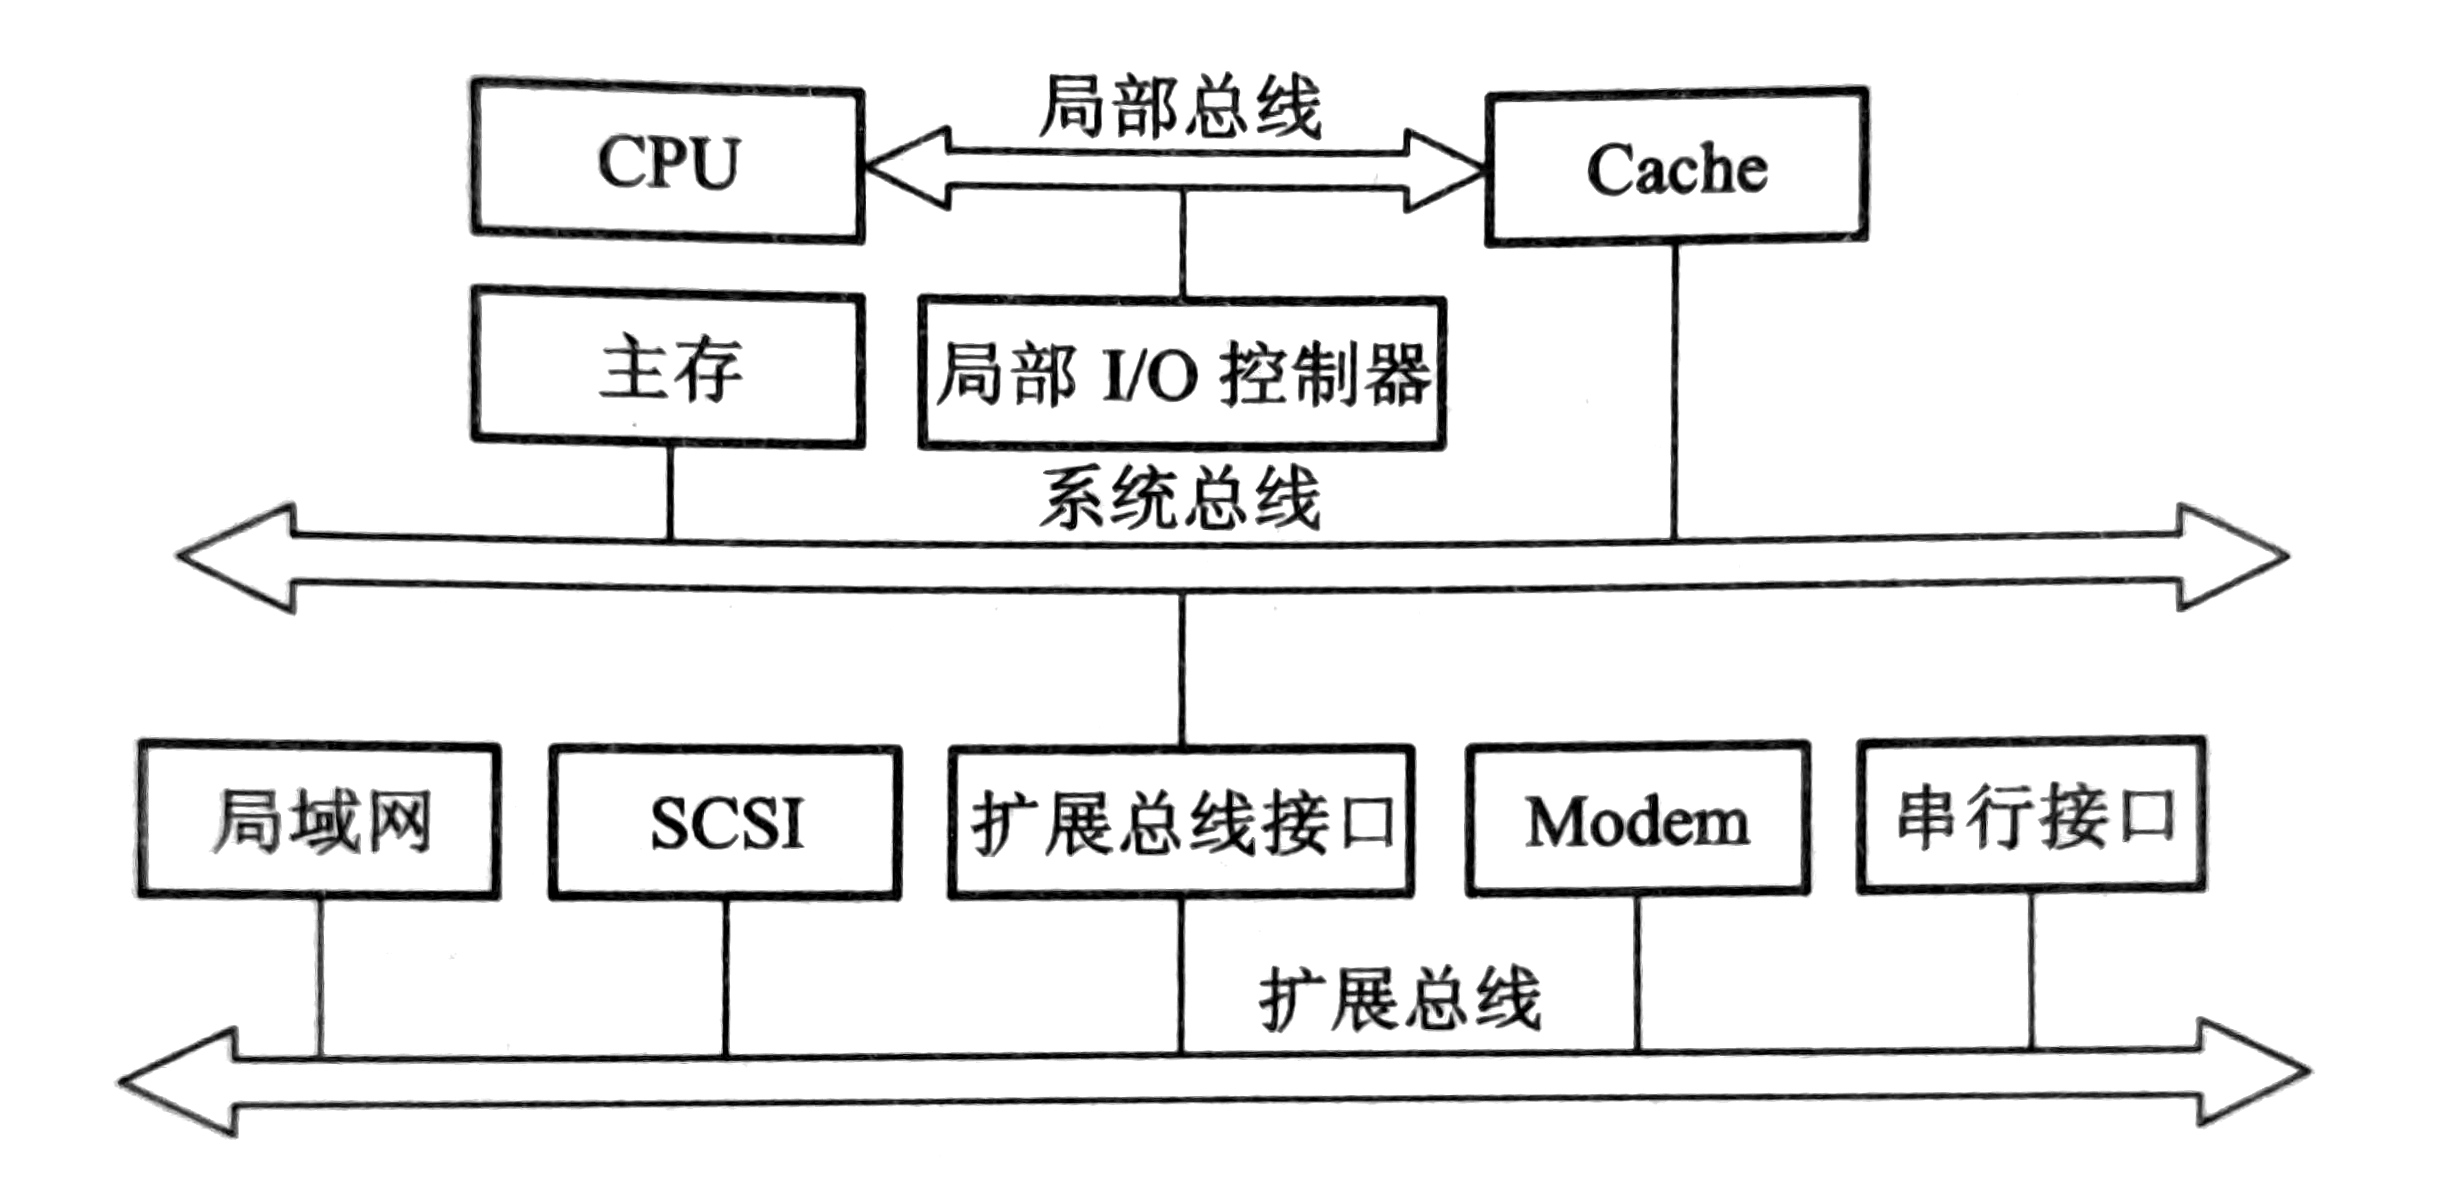 局部总线
CPU
Cache
主存
局部 I/O 控制器
系统总线
局域网
SCSI
扩展总线接口
Modem
串行接口
扩展总线